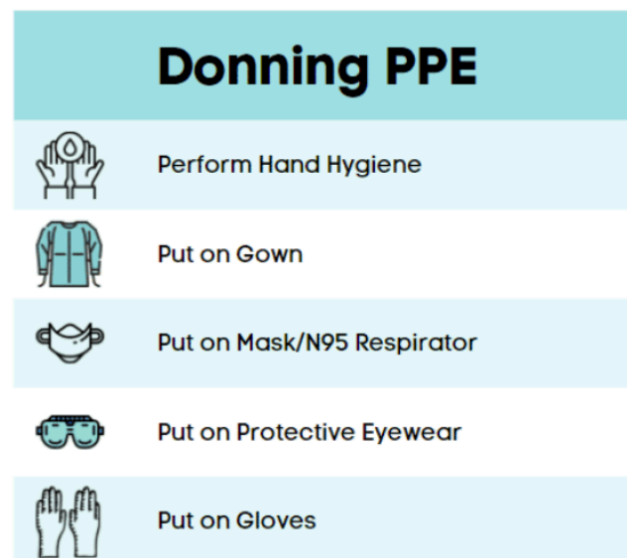 Donning PPE
Perform Hand Hygiene
Put on Gown
Put on Mask/N95 Respirator
Put on Protective Eyewear
Put on Gloves